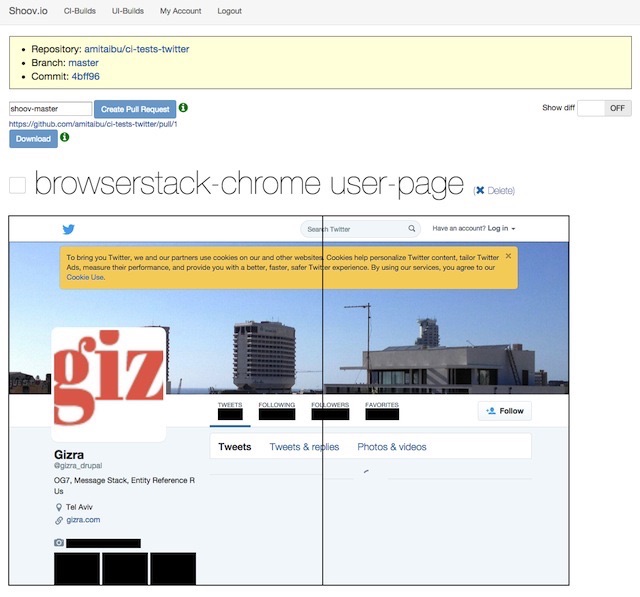 Shoov.io CI-Builds UI-Builds My Account Logout
Repository: amitaibu/ci-tests-twitter
Branch: master
Commit: 4bff96
shoov-master Create Pull Request Show diff OFF
https://github.com/amitaibu/ci-tests-twitter/pull/1
Download
browserstack-chrome user-page (✖ Delete)
Search Twitter Have an account? Log in
To bring you Twitter, we and our partners use cookies on our and other websites. Cookies help personalize Twitter content, tailor Twitter
Ads, measure their performance, and provide you with a better, faster, safer Twitter experience. By using our services, you agree to our
Cookie Use.
giz
TWEETS FOLLOWING FOLLOWERS FAVORITES
Follow
Tweets Tweets & replies Photos & videos
Gizra
@gizra_drupal
OG7, Message Stack, Entity Reference R
Us
Tel Aviv
gizra.com